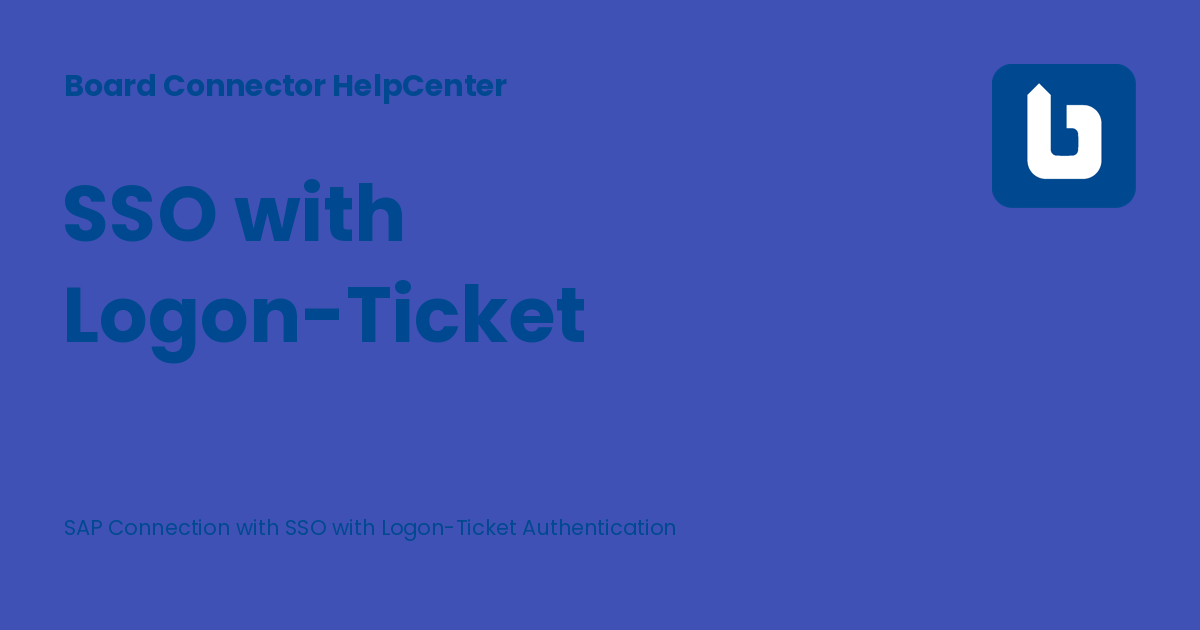 Board Connector HelpCenter
SSO with
Logon-Ticket
SAP Connection with SSO with Logon-Ticket Authentication